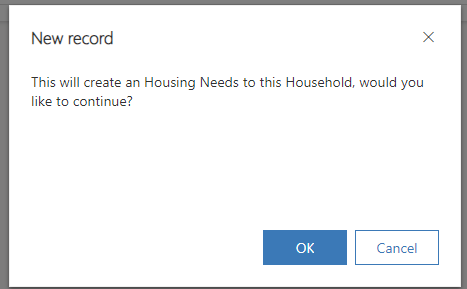 New record
This will create an Housing Needs to this Household, would you
like to continue?
OK
Cancel